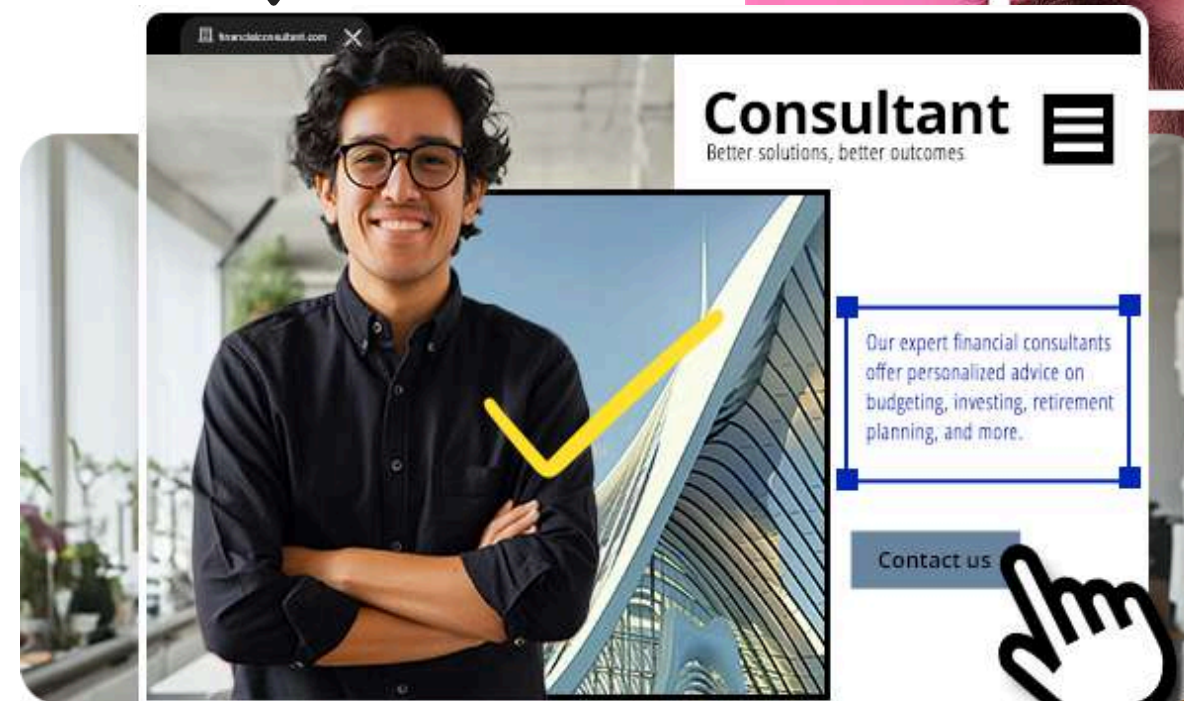 financialconsultant.com
Consultant
Better solutions, better outcomes
Our expert financial consultants
offer personalized advice on
budgeting, investing, retirement
planning, and more.
Contact us